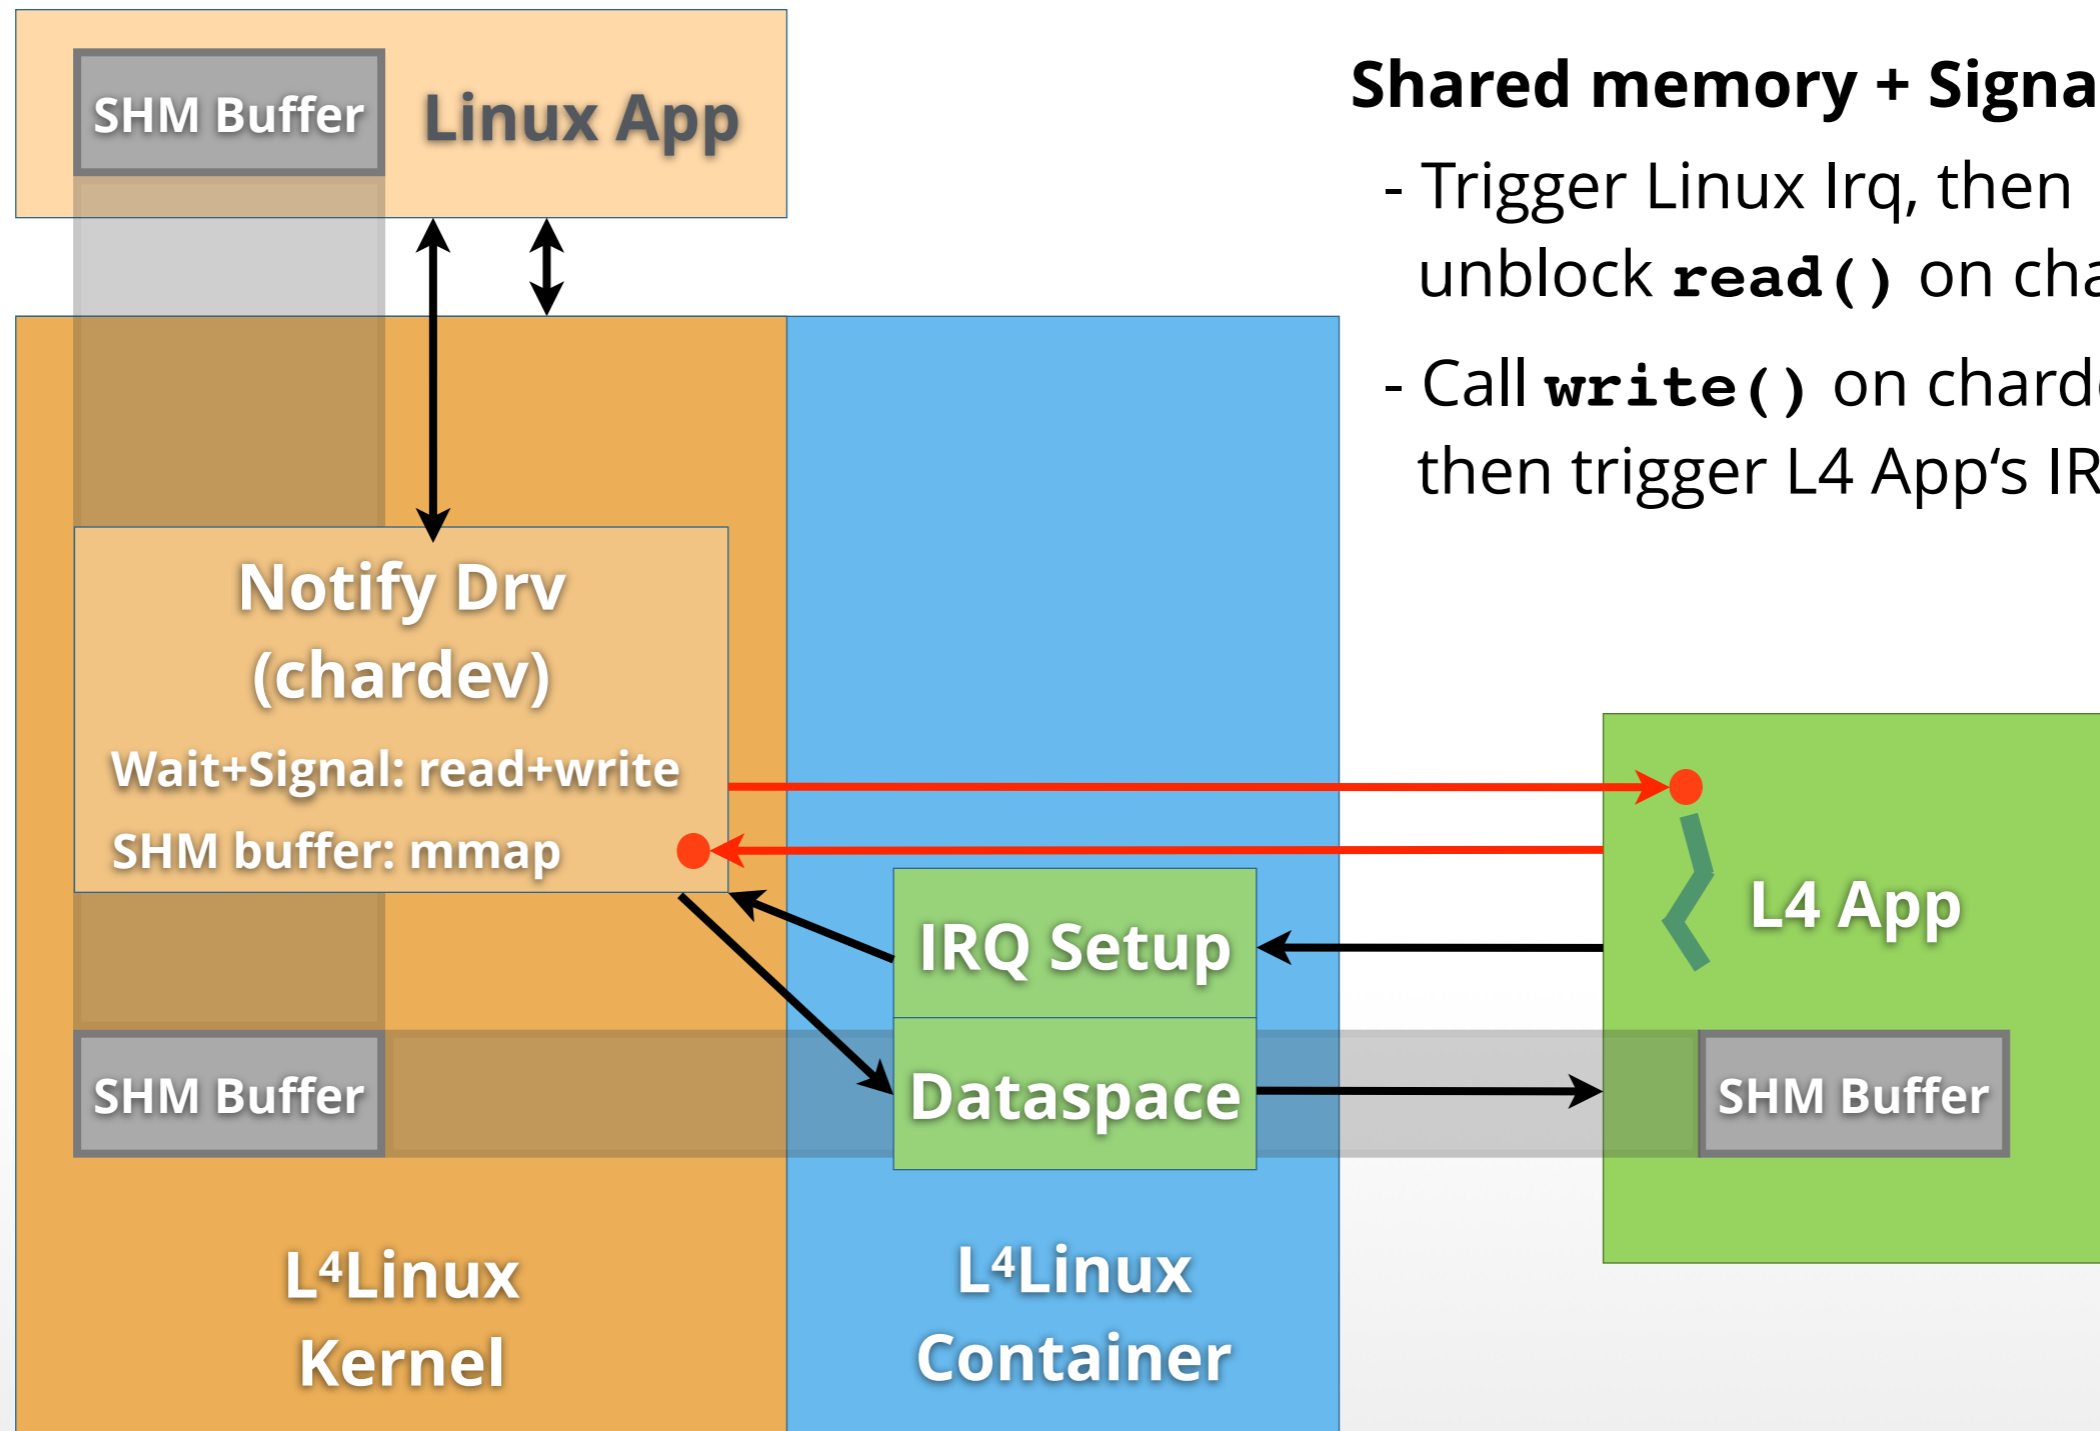 SHM Buffer
Linux App
Shared memory + Signa
- Trigger Linux Irq, then
unblock read() on cha
- Call write() on charde
then trigger L4 App‘s IR
Notify Drv
(chardev)
Wait+Signal: read+write
SHM buffer: mmap
IRQ Setup
L4 App
SHM Buffer
Dataspace
SHM Buffer
L⁴Linux
Kernel
L⁴Linux
Container